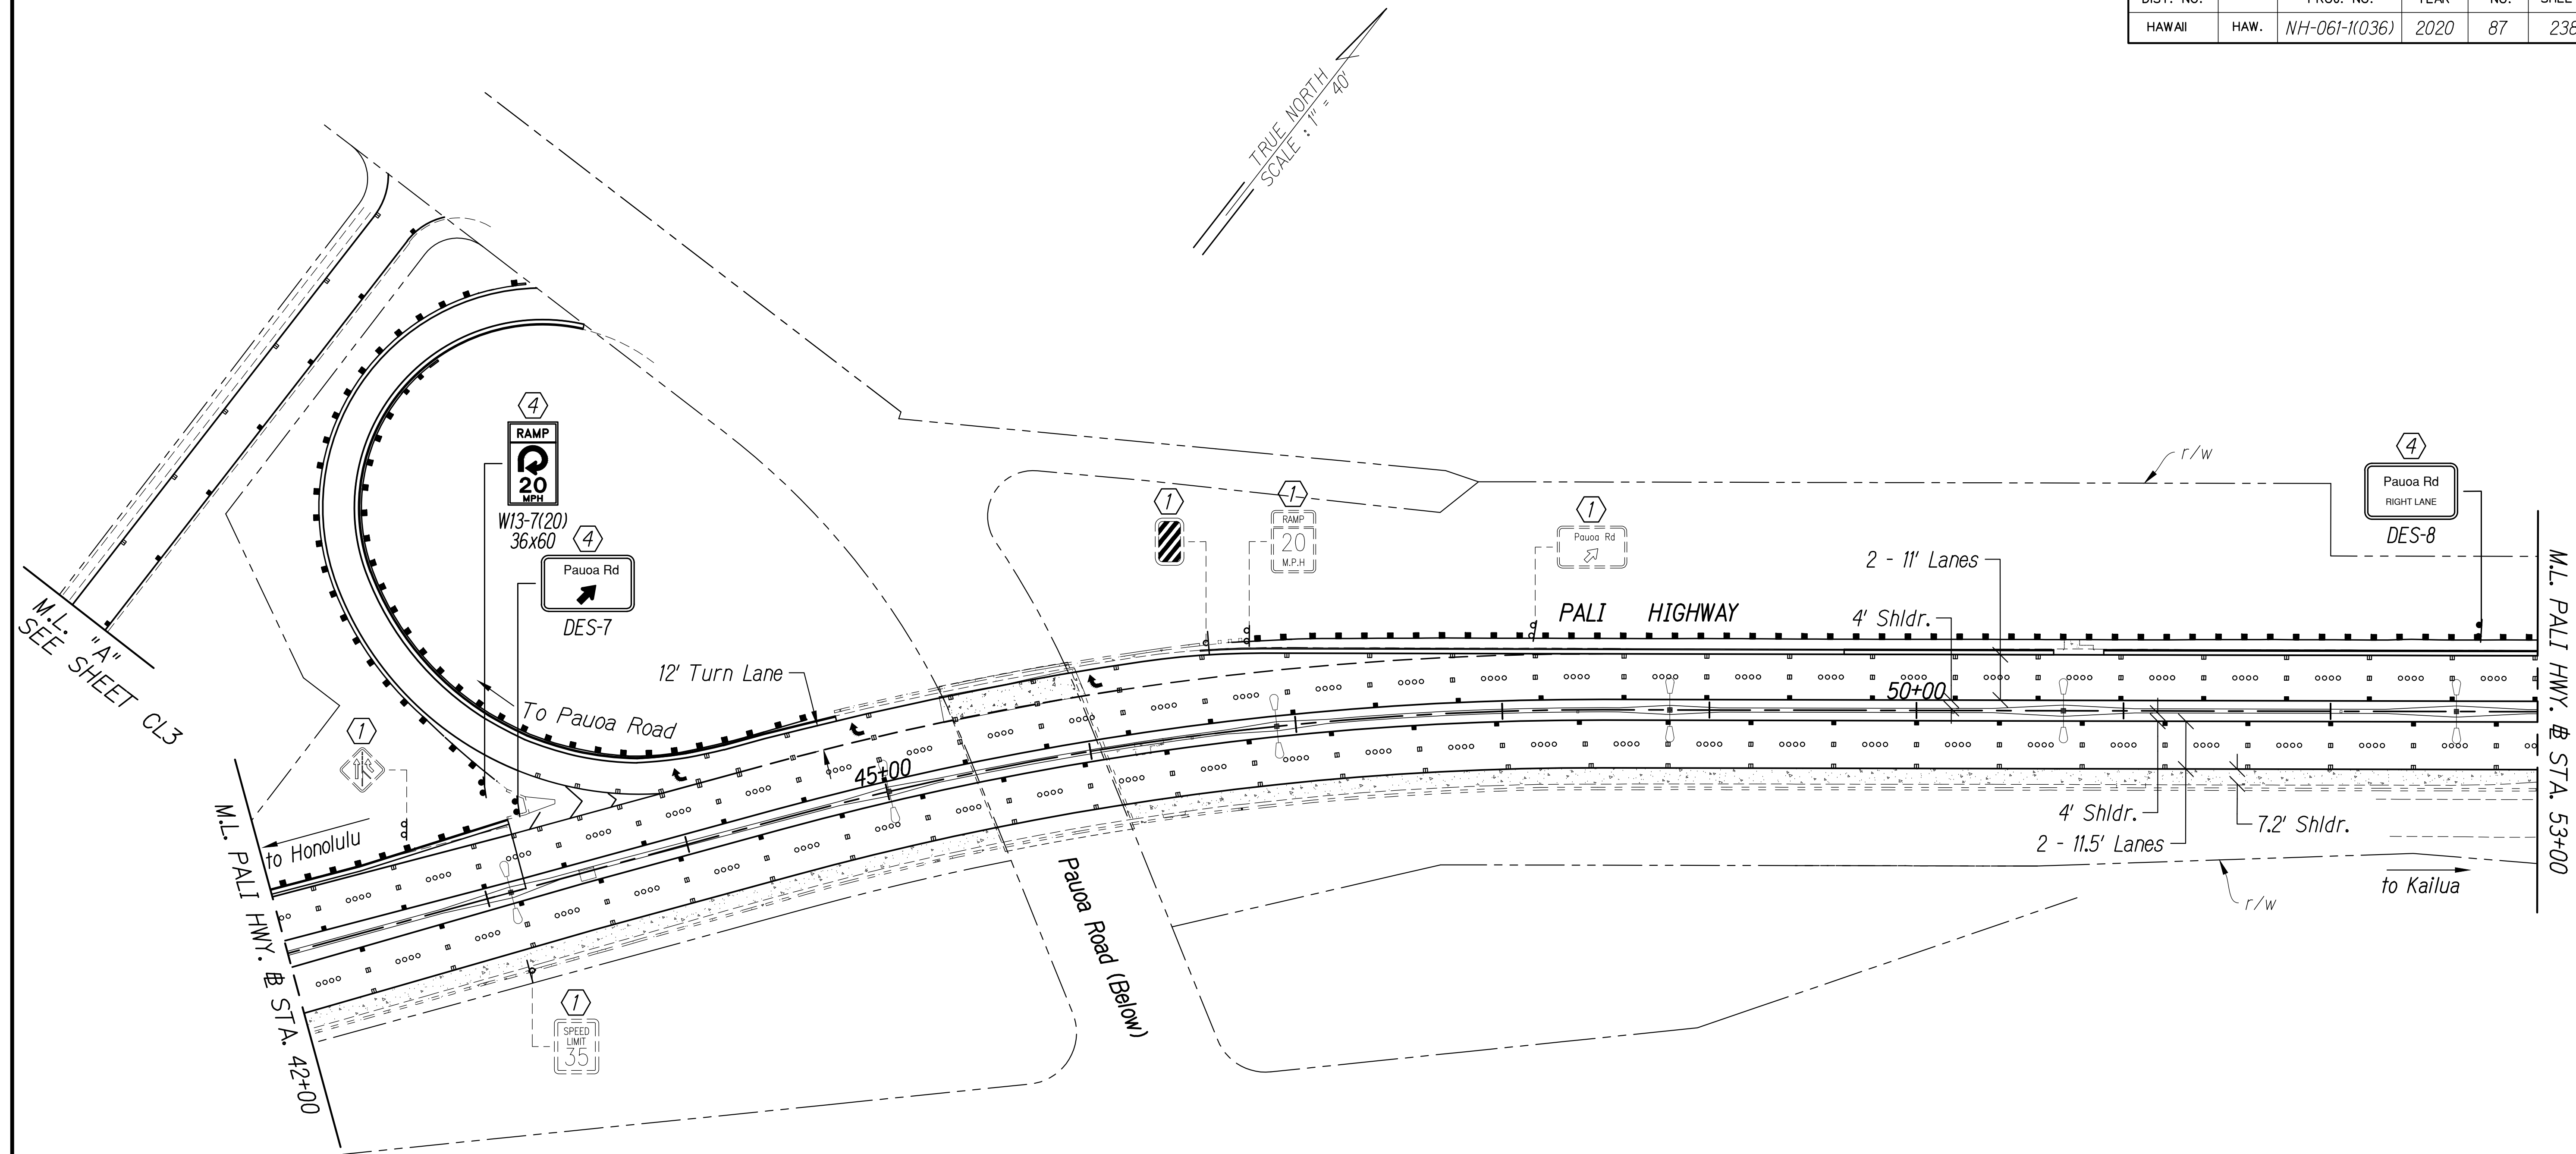 DIST. NO. PROJ. NO. YEAR NO.
HAWAII HAW. NH-061-1(036) 2020 87 238
TRUE NORTH
SCALE : 1" = 40'
4
RAMP
20
MPH
W13-7(20)
36x60
4
Pauoa Rd
DES-7
1
1
RAMP
20
M.P.H
1
Pauoa Rd
r/w
4
Pauoa Rd
RIGHT LANE
DES-8
2 - 11' Lanes
4' Shldr.
PALI HIGHWAY
M.L. "A"
SEE SHEET CL3
12' Turn Lane
To Pauoa Road
1
45+00
50+00
to Honolulu
M.L. PALI HWY. B STA. 42+00
Pauoa Road (Below)
4' Shldr.
2 - 11.5' Lanes
7.2' Shldr.
to Kailua
r/w
M.L. PALI HWY. B STA. 53+00
1
SPEED
LIMIT
35